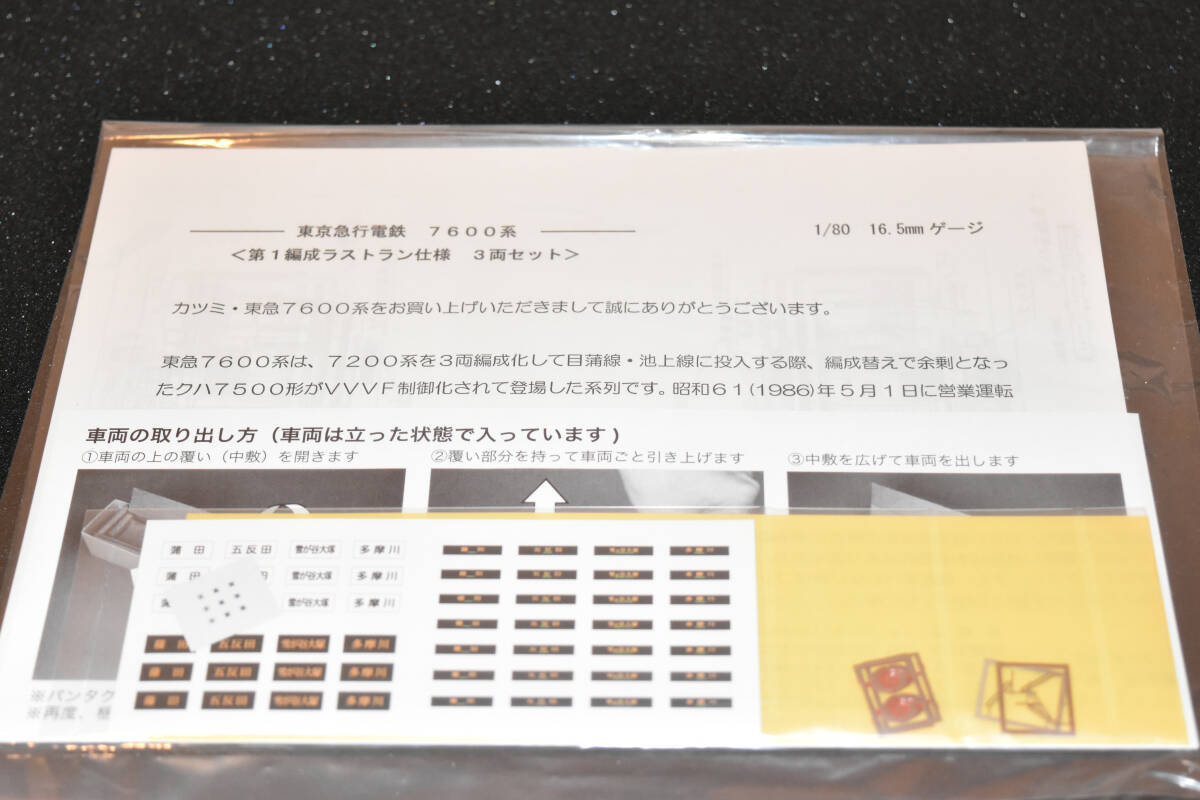 東京急行電鉄 7600系
1/80 16.5mm ゲージ
<第1編成ラストラン仕様 3両セット>
カツミ・東急7600系をお買い上げいただきまして誠にありがとうございます。
東急7600系は、7200系を3両編成化して目蒲線・池上線に投入する際、編成替えで余剰となっ
たクハ7500形がVVVF制御化されて登場した系列です。昭和61(1986)年5月1日に営業運転
車両の取り出し方(車両は立った状態で入っています)
①車両の上の覆い(中敷)を開きます
②覆い部分を持って車両ごと引き上げます
③中敷を広げて車両を出します
蒲田 五反田 雪が谷大塚 多摩川
蒲田 雪が谷大塚 多摩川
雪が谷大塚 多摩川
蒲田 五反田 雪が谷大塚 多摩川
蒲田 五反田 雪が谷大塚 多摩川
蒲田 五反田 雪が谷大塚 多摩川
※パンタグ
※再度、梱